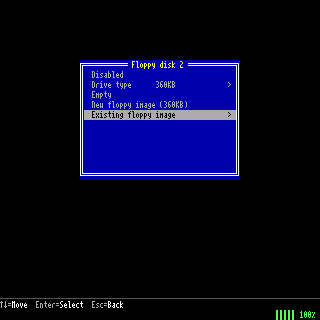 Floppy disk 2
Disabled
Drive type 360KB >
Empty
New floppy image (360KB)
Existing floppy image >
↑↓=Move Enter=Select Esc=Back
100%